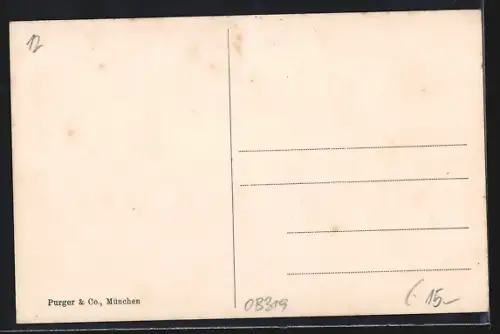 12
Purger & Co., München
08319
(- 15.-